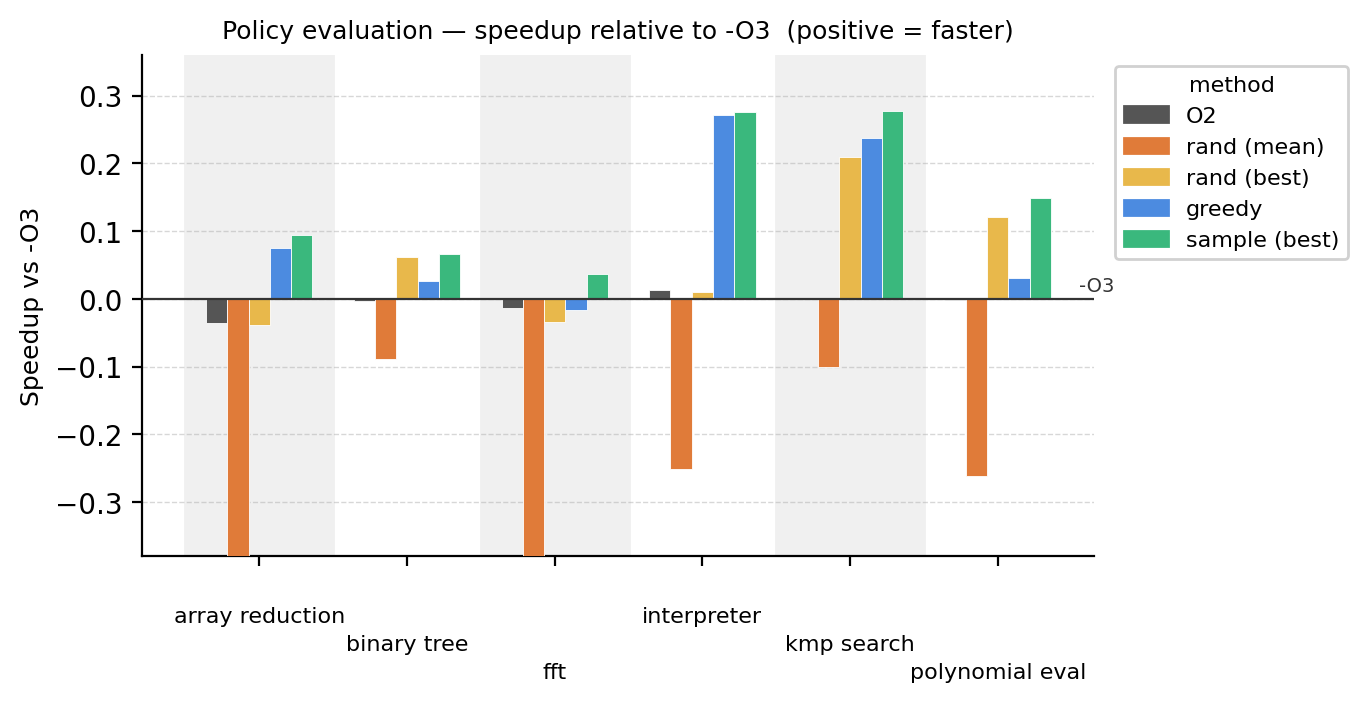 Policy evaluation — speedup relative to -O3  (positive = faster)
Speedup vs -O3
0.3
0.2
0.1
0.0
−0.1
−0.2
−0.3
-O3
method
O2
rand (mean)
rand (best)
greedy
sample (best)
array reduction
binary tree
fft
interpreter
kmp search
polynomial eval